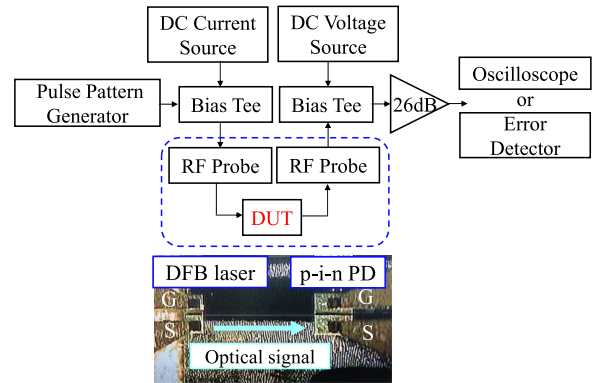 DC Current
Source
DC Voltage
Source
Pulse Pattern
Generator
Bias Tee
Bias Tee
26dB
Oscilloscope
or
Error
Detector
RF Probe
RF Probe
DUT
DFB laser
p-i-n PD
G
G
S
S
Optical signal